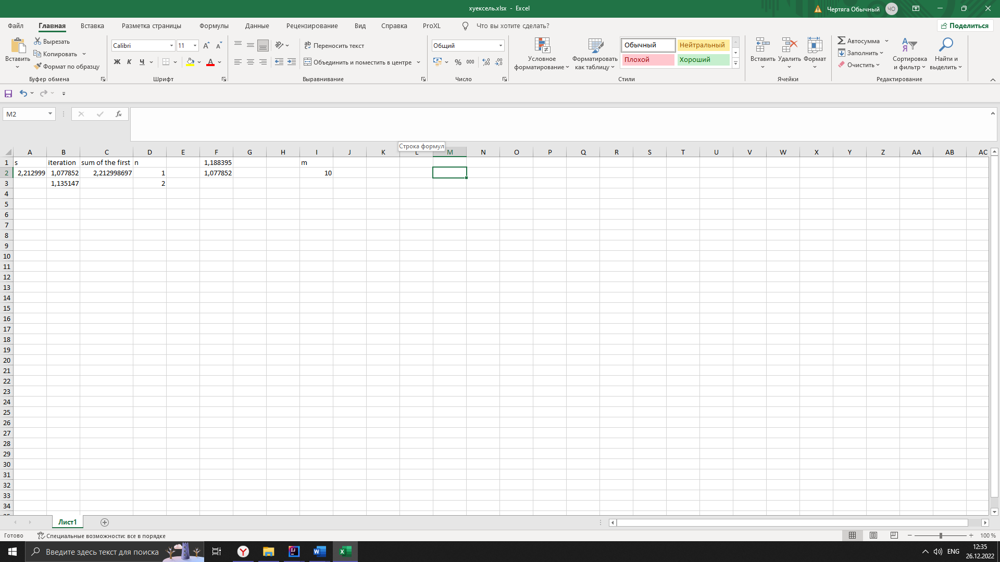 хуексель.xlsx - Excel
Чертяга Обычный
ЧО
Файл Главная Вставка Разметка страницы Формулы Данные Рецензирование Вид Справка ProXL Что вы хотите сделать? Поделиться
Вставить
Вырезать
Копировать
Формат по образцу
Буфер обмена
Calibri 11
Ж К Ч
Шрифт
Переносить текст
Объединить и поместить в центре
Выравнивание
Общий
% 000
Число
Условное форматирование
Форматировать как таблицу
Обычный Нейтральный
Плохой Хороший
Стили
Вставить Удалить Формат
Ячейки
Автосумма
Заполнить
Очистить
Сортировка и фильтр
Найти и выделить
Редактирование
M2
fx
Строка формул
A B C D E F G H I J K L M N O P Q R S T U V W X Y Z AA AB AC
1 s iteration sum of the first n 1,188395 m
2 2,212999 1,077852 2,212998697 1 1,077852 10
3 1,135147 2
4
5
6
7
8
9
10
11
12
13
14
15
16
17
18
19
20
21
22
23
24
25
26
27
28
29
30
31
32
33
34
Лист1
Готово Специальные возможности: все в порядке 100 %
Введите здесь текст для поиска
ENG
12:35
26.12.2022